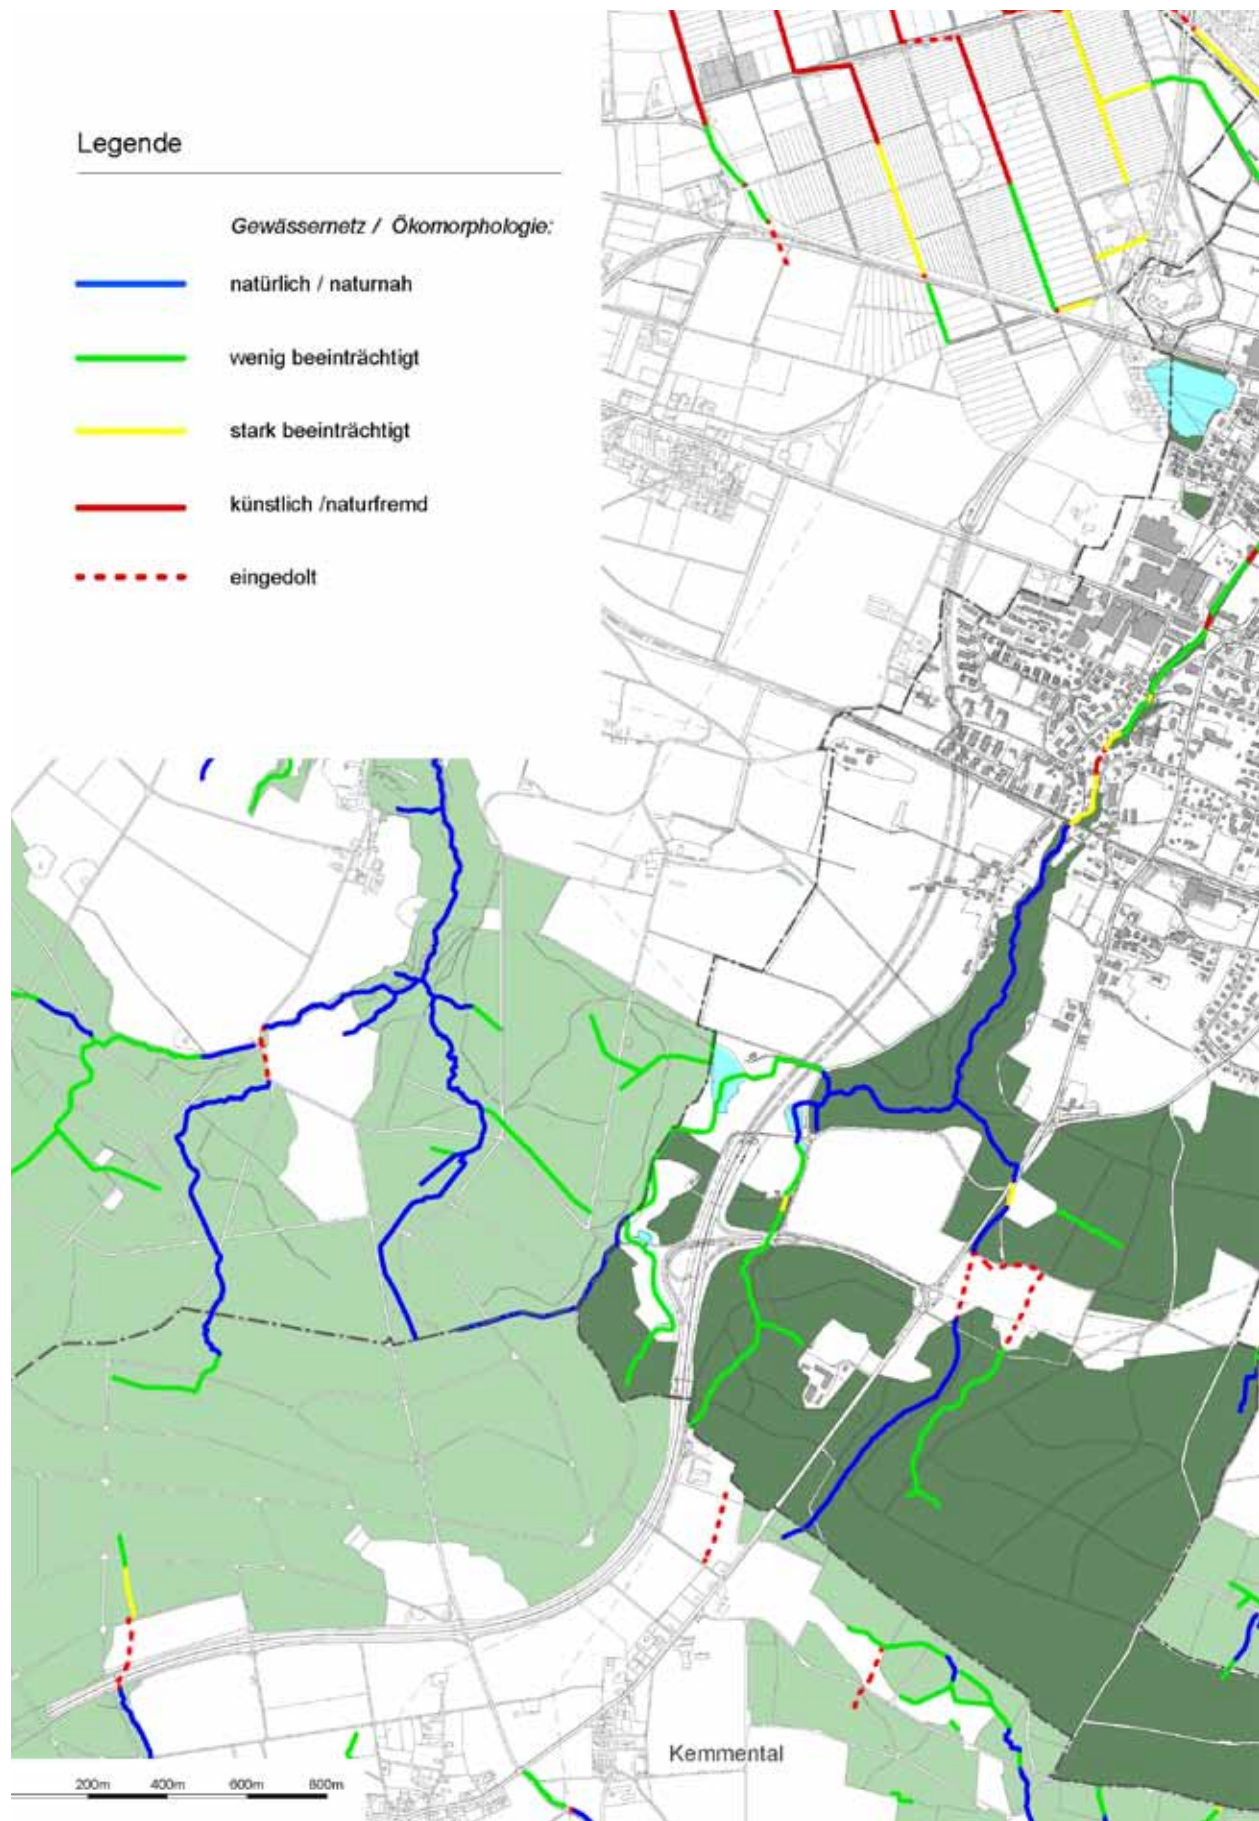 Legende
Gewässernetz / Ökomorphologie:
natürlich / naturnah
wenig beeinträchtigt
stark beeinträchtigt
künstlich /naturfremd
eingedolt
Kemmental
200m 400m 600m 800m